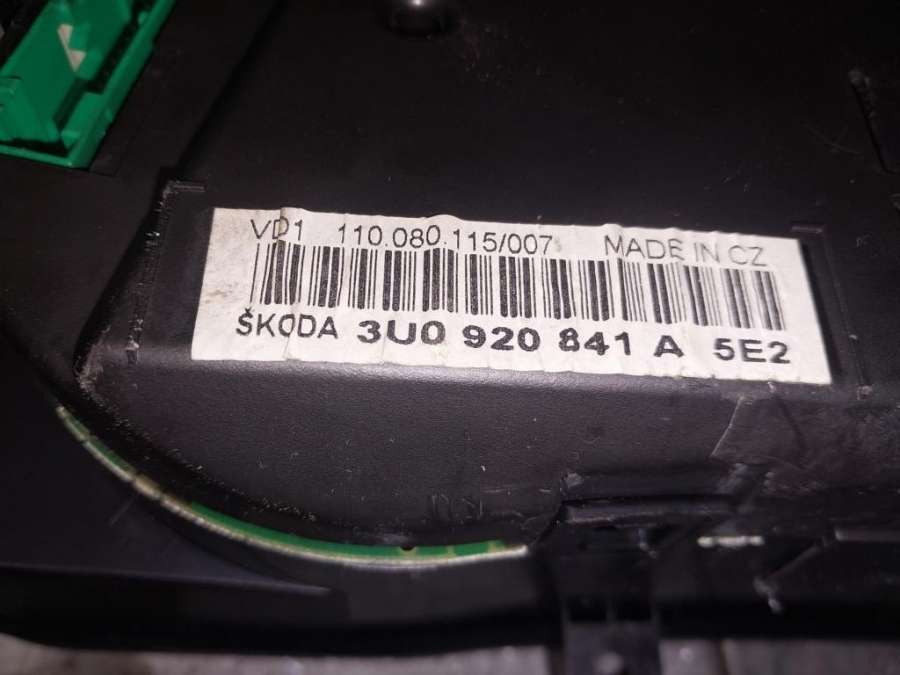 VD1 110.080.115/007 MADE IN CZ
ŠKODA 3U0 920 841 A 5E2